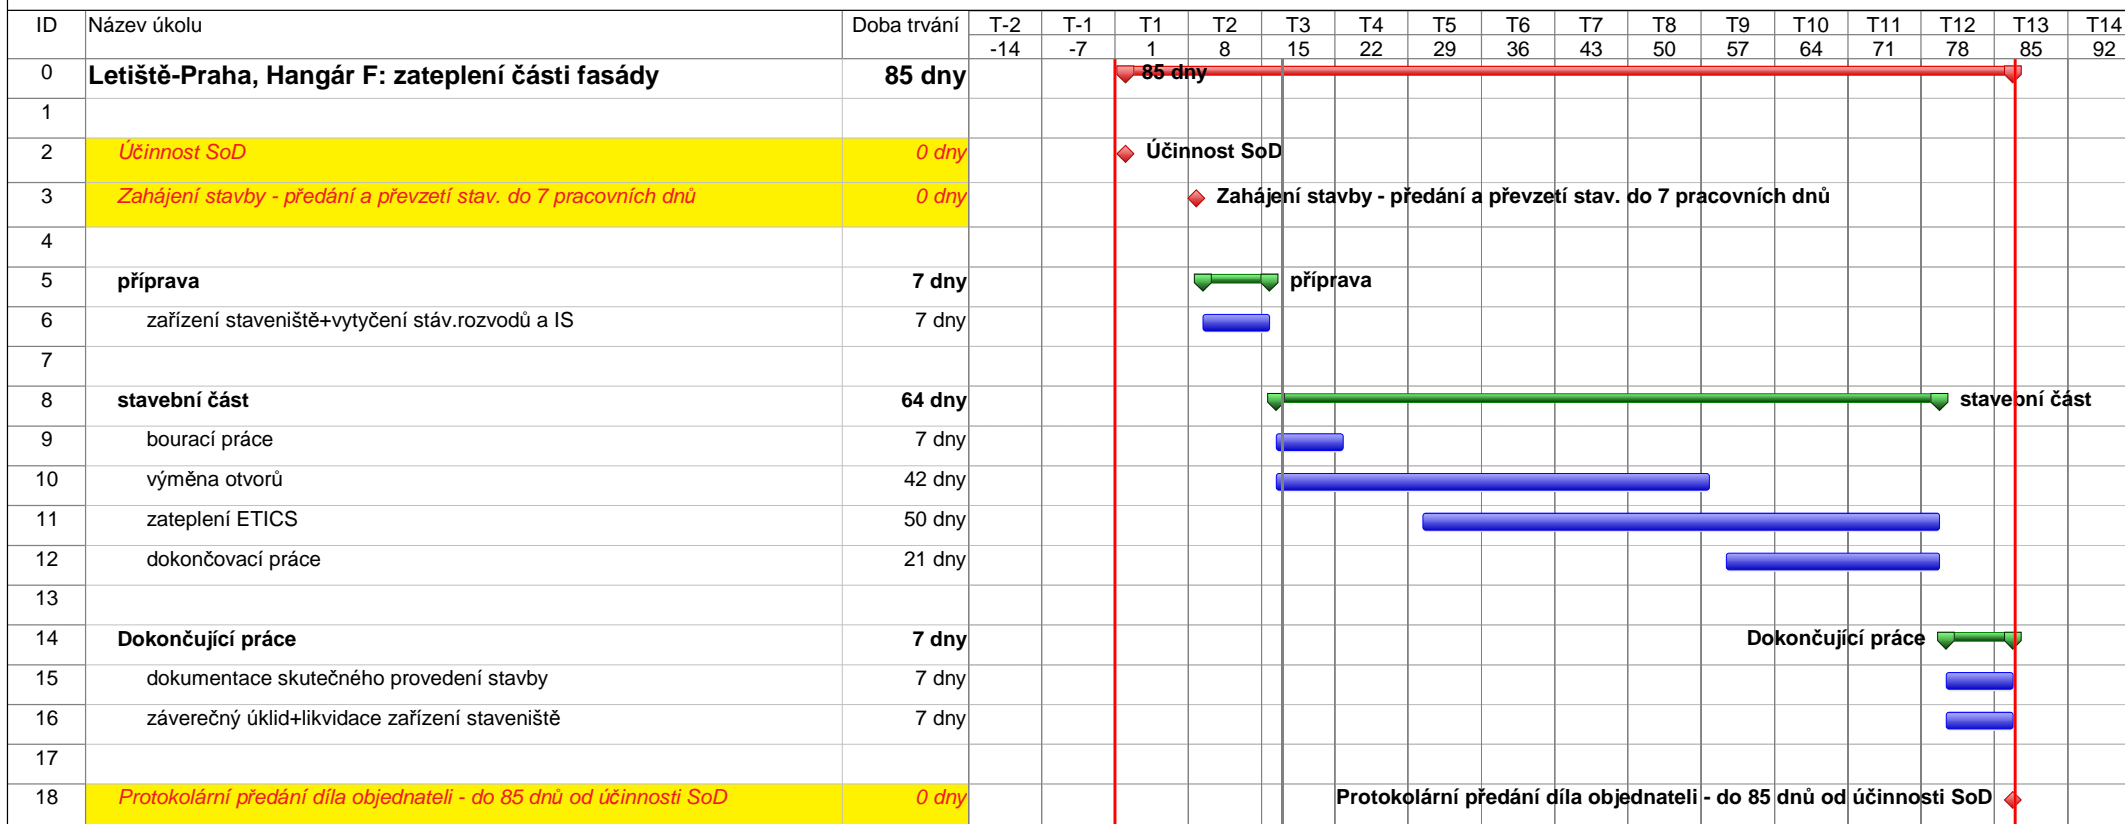 ID Název úkolu Doba trvání T-2 T-1 T1 T2 T3 T4 T5 T6 T7 T8 T9 T10 T11 T12 T13 T14
-14 -7 1 8 15 22 29 36 43 50 57 64 71 78 85 92
0 Letiště-Praha, Hangár F: zateplení části fasády 85 dny 85 dny
1
2 Účinnost SoD 0 dny Účinnost SoD
3 Zahájení stavby - předání a převzetí stav. do 7 pracovních dnů 0 dny Zahájení stavby - předání a převzetí stav. do 7 pracovních dnů
4
5 příprava 7 dny příprava
6 zařízení staveniště+vytyčení stáv.rozvodů a IS 7 dny
7
8 stavební část 64 dny stavební část
9 bourací práce 7 dny
10 výměna otvorů 42 dny
11 zateplení ETICS 50 dny
12 dokončovací práce 21 dny
13
14 Dokončující práce 7 dny Dokončující práce
15 dokumentace skutečného provedení stavby 7 dny
16 záverečný úklid+likvidace zařízení staveniště 7 dny
17
18 Protokolární předání díla objednateli - do 85 dnů od účinnosti SoD 0 dny Protokolární předání díla objednateli - do 85 dnů od účinnosti SoD